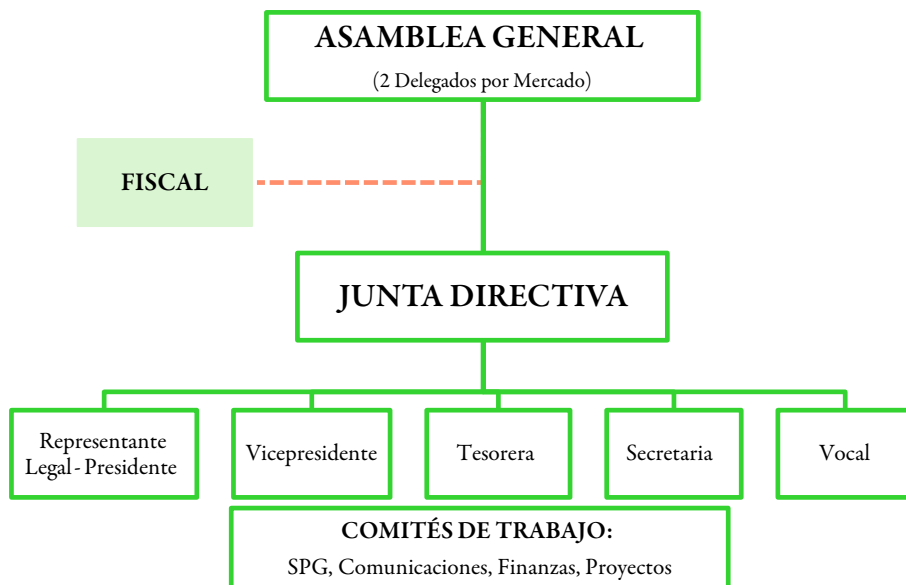 ASAMBLEA GENERAL
(2 Delegados por Mercado)
FISCAL
JUNTA DIRECTIVA
Representante
Legal - Presidente
Vicepresidente
Tesorera
Secretaria
Vocal
COMITÉS DE TRABAJO:
SPG, Comunicaciones, Finanzas, Proyectos